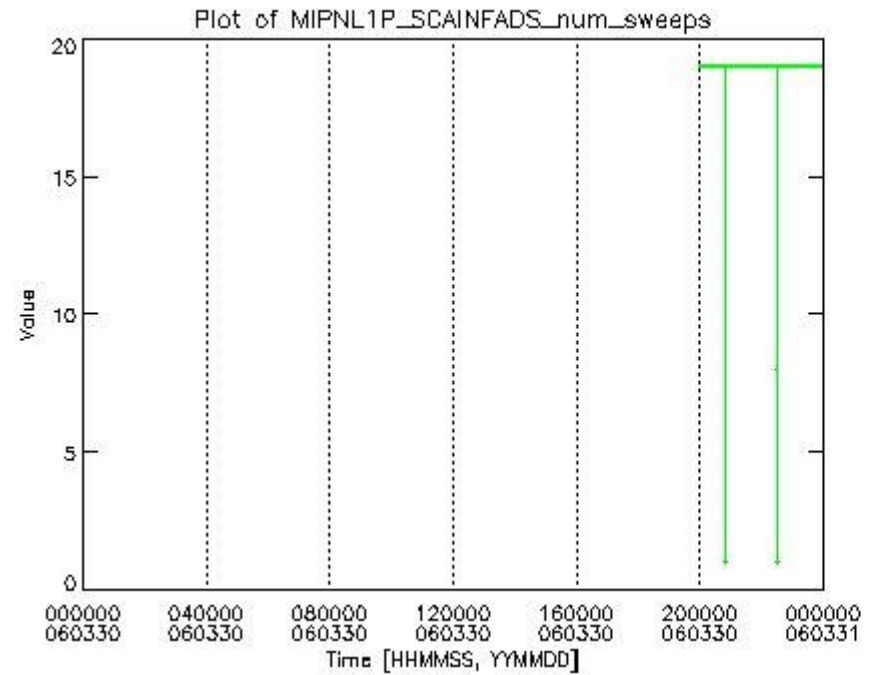 Plot of MIPNL1P_SCAINFADS_num_sweeps
20
15
10
5
0
Value
000000 040000 080000 120000 160000 200000 000000
060330 060330 060330 060330 060330 060330 060331
Time [HHMMSS, YYMMDD]